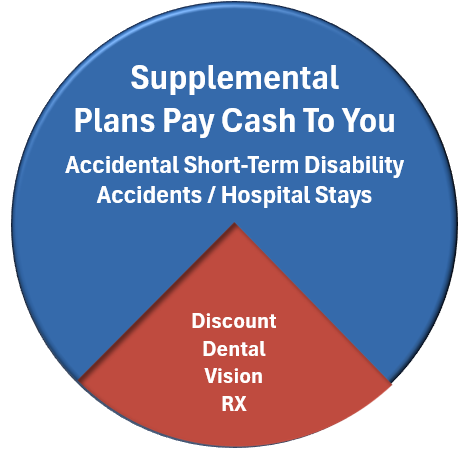 Supplemental
Plans Pay Cash To You
Accidental Short-Term Disability
Accidents / Hospital Stays
Discount
Dental
Vision
RX